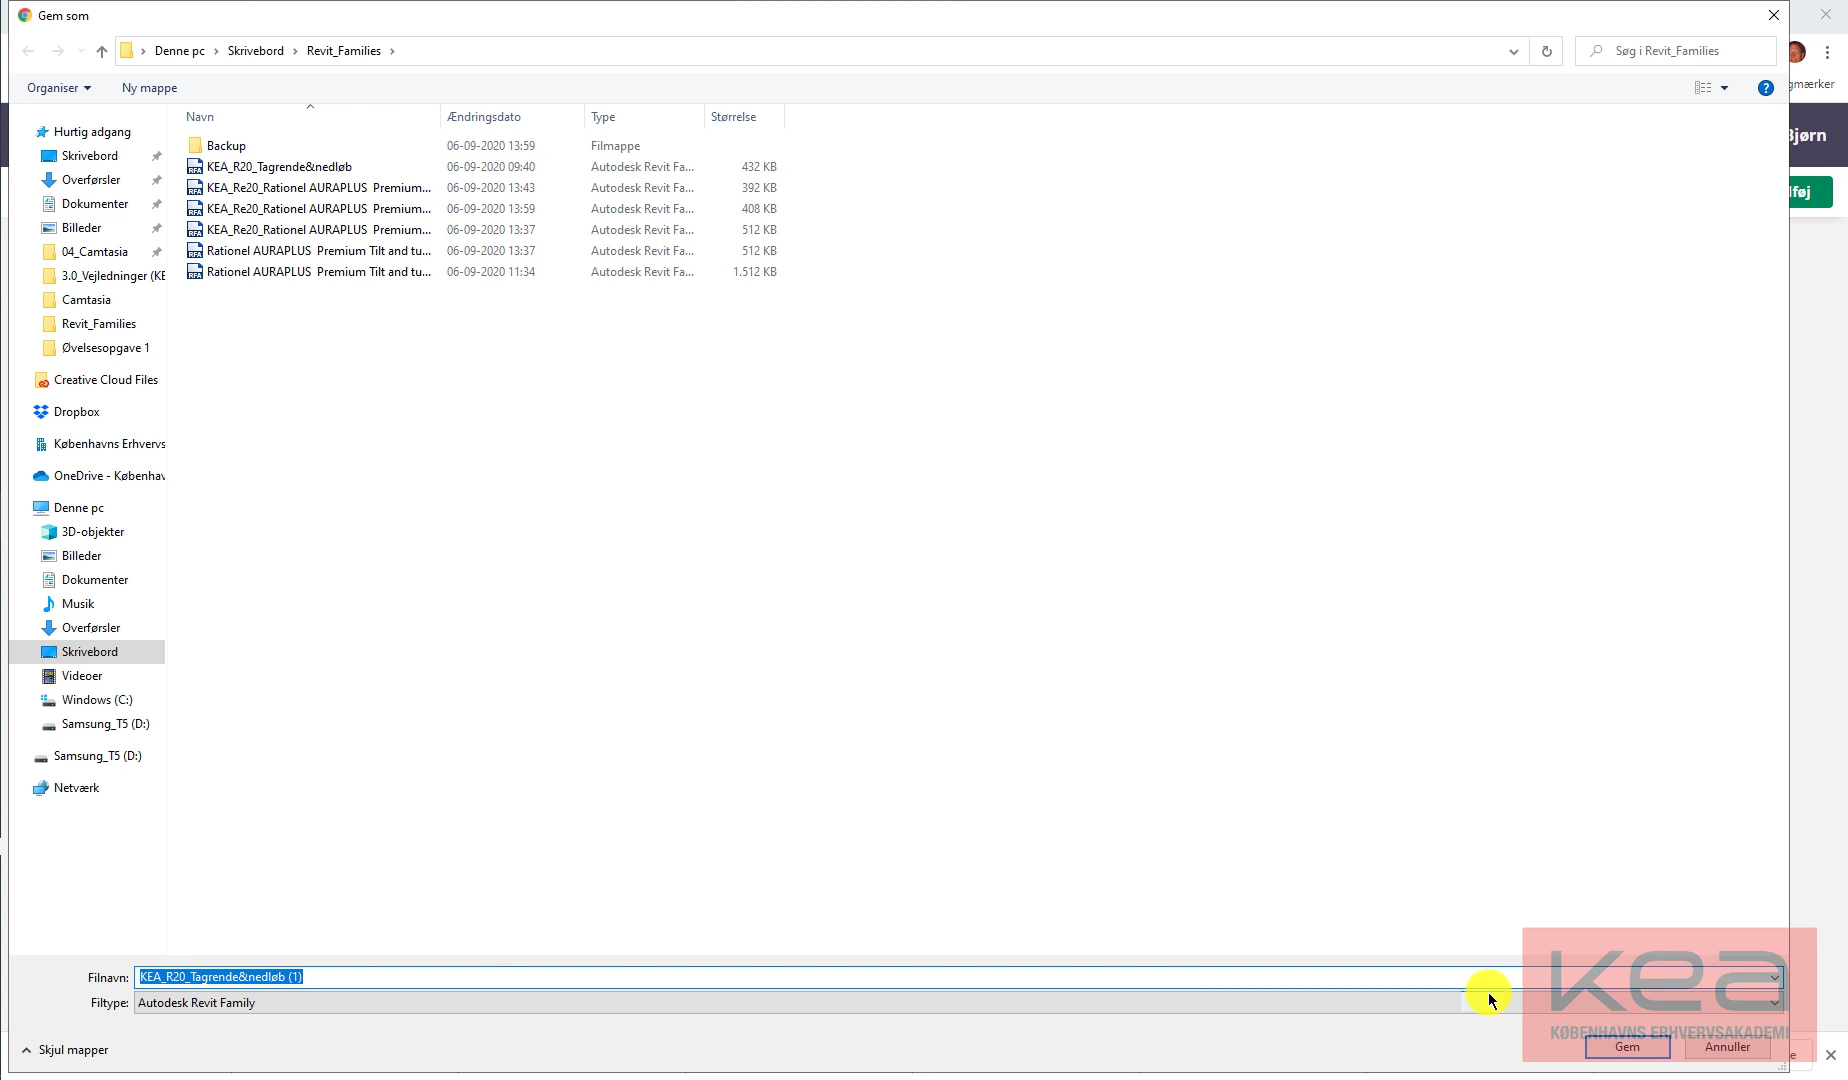 Gem som
Denne pc > Skrivebord > Revit_Families >
Søg i Revit_Families
Organiser
Ny mappe
Navn
Ændringsdato
Type
Størrelse
Backup 06-09-2020 13:59 Filmappe
KEA_R20_Tagrende&nedløb 06-09-2020 09:40 Autodesk Revit Fa... 432 KB
KEA_Re20_Rationel AURAPLUS Premium... 06-09-2020 13:43 Autodesk Revit Fa... 392 KB
KEA_Re20_Rationel AURAPLUS Premium... 06-09-2020 13:59 Autodesk Revit Fa... 408 KB
KEA_Re20_Rationel AURAPLUS Premium... 06-09-2020 13:37 Autodesk Revit Fa... 512 KB
Rationel AURAPLUS Premium Tilt and tu... 06-09-2020 13:37 Autodesk Revit Fa... 512 KB
Rationel AURAPLUS Premium Tilt and tu... 06-09-2020 11:34 Autodesk Revit Fa... 1.512 KB
Hurtig adgang
Skrivebord
Overførsler
Dokumenter
Billeder
04_Camtasia
3.0_Vejledninger (KE
Camtasia
Revit_Families
Øvelsesopgave 1
Creative Cloud Files
Dropbox
Københavns Erhvervs
OneDrive - Københav
Denne pc
3D-objekter
Billeder
Dokumenter
Musik
Overførsler
Skrivebord
Videoer
Windows (C:)
Samsung_T5 (D:)
Samsung_T5 (D:)
Netværk
gmærker
Bjørn
lføj
Filnavn: KEA_R20_Tagrende&nedløb (1)
Filtype: Autodesk Revit Family
kea
KØBENHAVNS ERHVERVSAKADEMI
Skjul mapper
Gem
Annuller
e